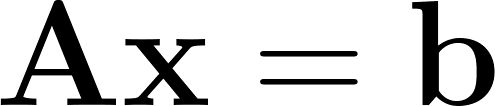 Ax = b